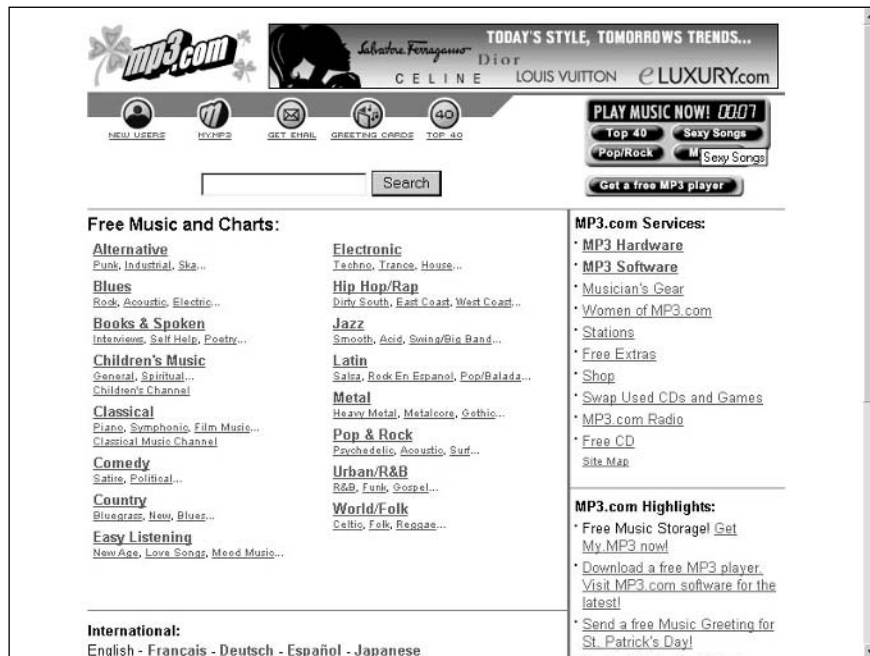 mp3.com
TODAY'S STYLE, TOMORROWS TRENDS...
Salvatore Ferragamo
Dior
CELINE LOUIS VUITTON eLUXURY.com
NEW USERS MY.MP3 GET EMAIL GREETING CARDS TOP 40
40
PLAY MUSIC NOW! 00:07
Top 40 Sexy Songs
Pop/Rock M
Sexy Songs
Search
Get a free MP3 player
Free Music and Charts:
Alternative
Punk, Industrial, Ska...
Blues
Rock, Acoustic, Electric...
Books & Spoken
Interviews, Self Help, Poetry...
Children's Music
General, Spiritual...
Children's Channel
Classical
Piano, Symphonic, Film Music...
Classical Music Channel
Comedy
Satire, Political...
Country
Bluegrass, New, Blues...
Easy Listening
New Age, Love Songs, Mood Music...
Electronic
Techno, Trance, House...
Hip Hop/Rap
Dirty South, East Coast, West Coast...
Jazz
Smooth, Acid, Swing/Big Band...
Latin
Salsa, Rock En Espanol, Pop/Balada...
Metal
Heavy Metal, Metalcore, Gothic...
Pop & Rock
Psychedelic, Acoustic, Surf...
Urban/R&B
R&B, Funk, Gospel...
World/Folk
Celtic, Folk, Reggae...
MP3.com Services:
· MP3 Hardware
· MP3 Software
· Musician's Gear
· Women of MP3.com
· Stations
· Free Extras
· Shop
· Swap Used CDs and Games
· MP3.com Radio
· Free CD
Site Map
MP3.com Highlights:
· Free Music Storage! Get
My.MP3 now!
· Download a free MP3 player.
Visit MP3.com software for the
latest!
· Send a free Music Greeting for
St. Patrick's Day!
International:
English - Français - Deutsch - Español - Japanese